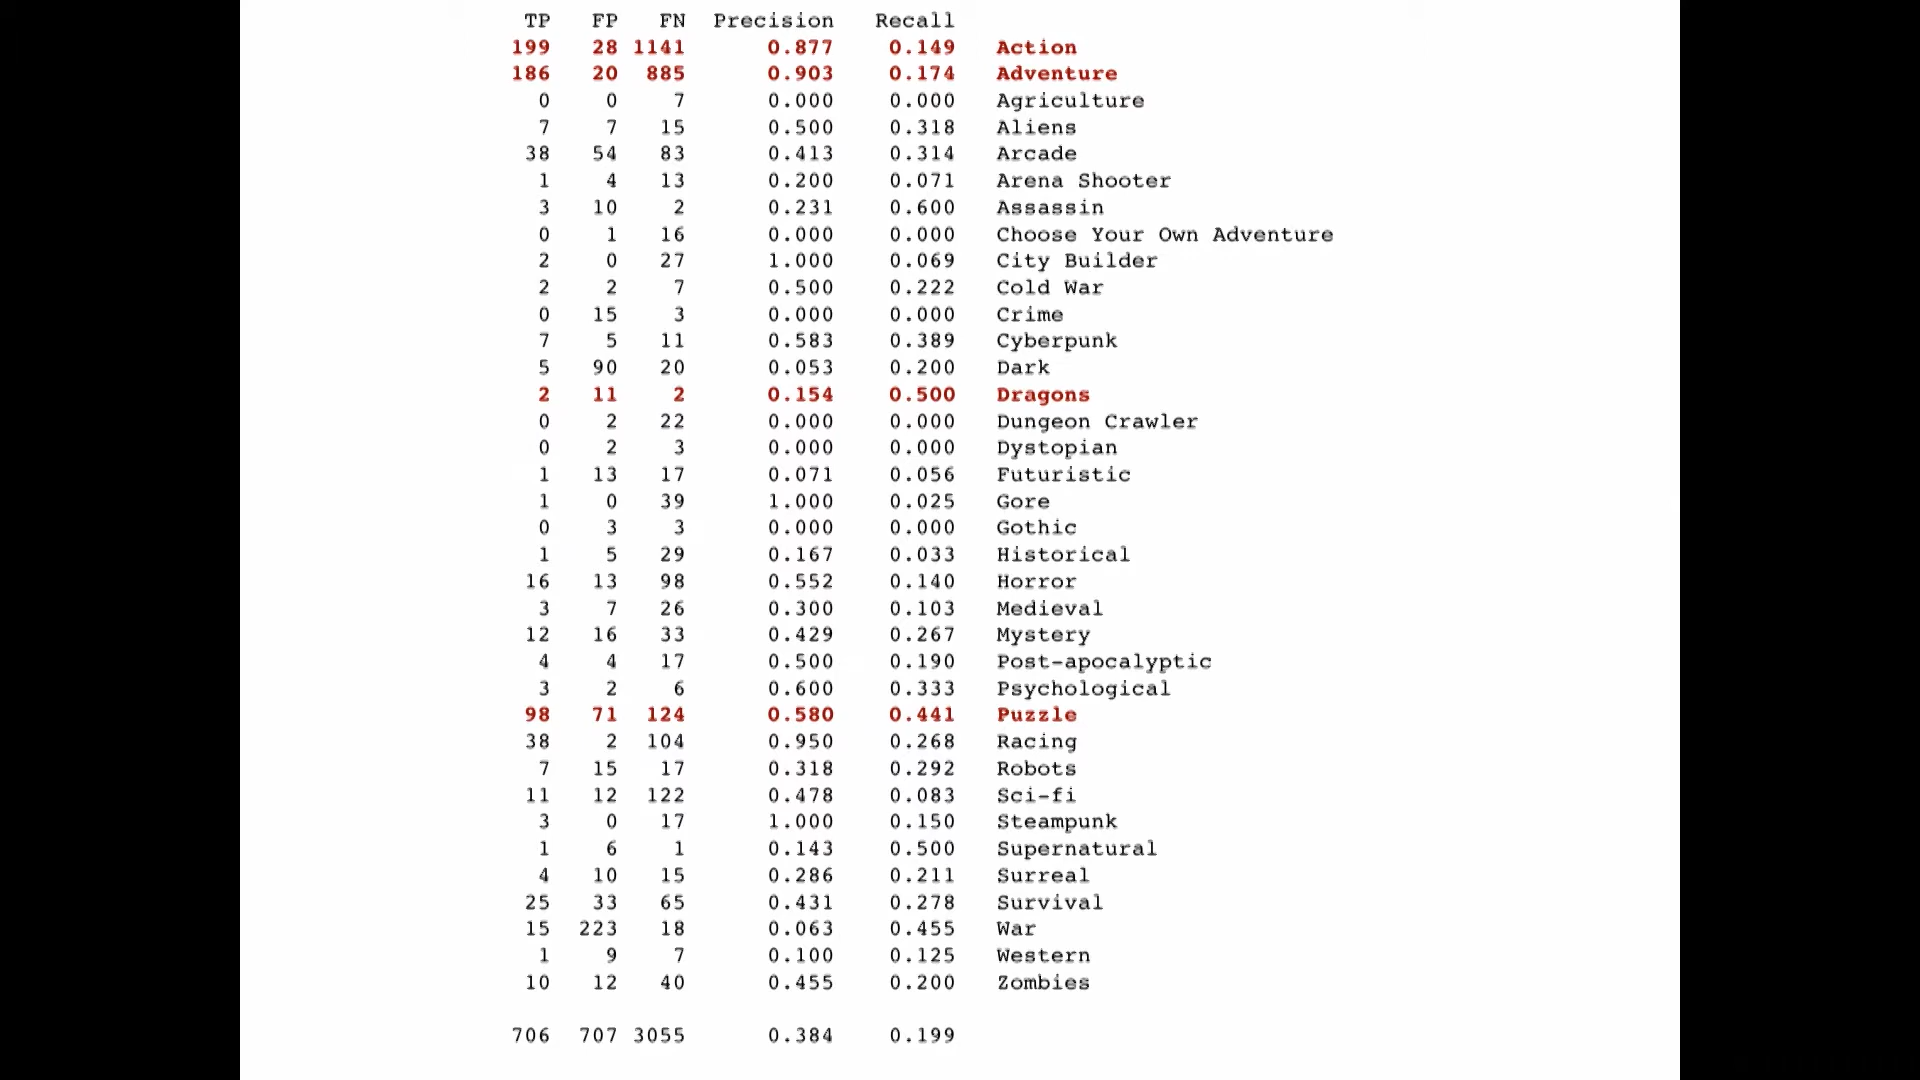 TP FP FN Precision Recall
199 28 1141 0.877 0.149 Action
186 20 885 0.903 0.174 Adventure
0 0 7 0.000 0.000 Agriculture
7 7 15 0.500 0.318 Aliens
38 54 83 0.413 0.314 Arcade
1 4 13 0.200 0.071 Arena Shooter
3 10 2 0.231 0.600 Assassin
0 1 16 0.000 0.000 Choose Your Own Adventure
2 0 27 1.000 0.069 City Builder
2 2 7 0.500 0.222 Cold War
0 15 3 0.000 0.000 Crime
7 5 11 0.583 0.389 Cyberpunk
5 90 20 0.053 0.200 Dark
2 11 2 0.154 0.500 Dragons
0 2 22 0.000 0.000 Dungeon Crawler
0 2 3 0.000 0.000 Dystopian
1 13 17 0.071 0.056 Futuristic
1 0 39 1.000 0.025 Gore
0 3 3 0.000 0.000 Gothic
1 5 29 0.167 0.033 Historical
16 13 98 0.552 0.140 Horror
3 7 26 0.300 0.103 Medieval
12 16 33 0.429 0.267 Mystery
4 4 17 0.500 0.190 Post-apocalyptic
3 2 6 0.600 0.333 Psychological
98 71 124 0.580 0.441 Puzzle
38 2 104 0.950 0.268 Racing
7 15 17 0.318 0.292 Robots
11 12 122 0.478 0.083 Sci-fi
3 0 17 1.000 0.150 Steampunk
1 6 1 0.143 0.500 Supernatural
4 10 15 0.286 0.211 Surreal
25 33 65 0.431 0.278 Survival
15 223 18 0.063 0.455 War
1 9 7 0.100 0.125 Western
10 12 40 0.455 0.200 Zombies
706 707 3055 0.384 0.199